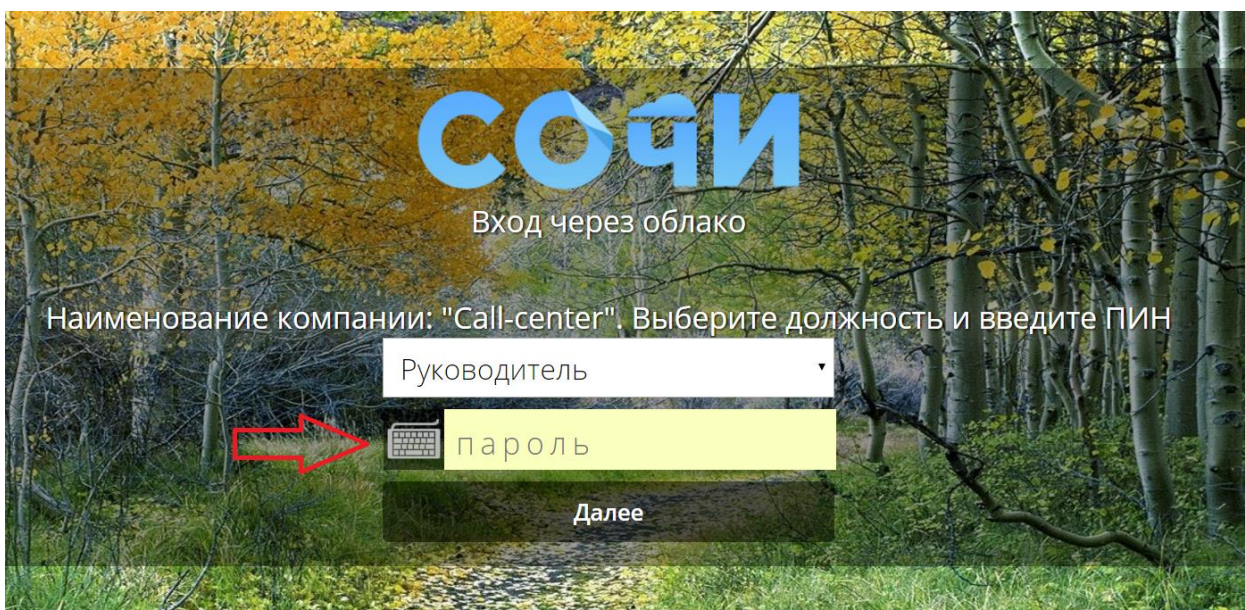 СОЧИ
Вход через облако
Наименование компании: "Call-center". Выберите должность и введите ПИН
Руководитель
пароль
Далее